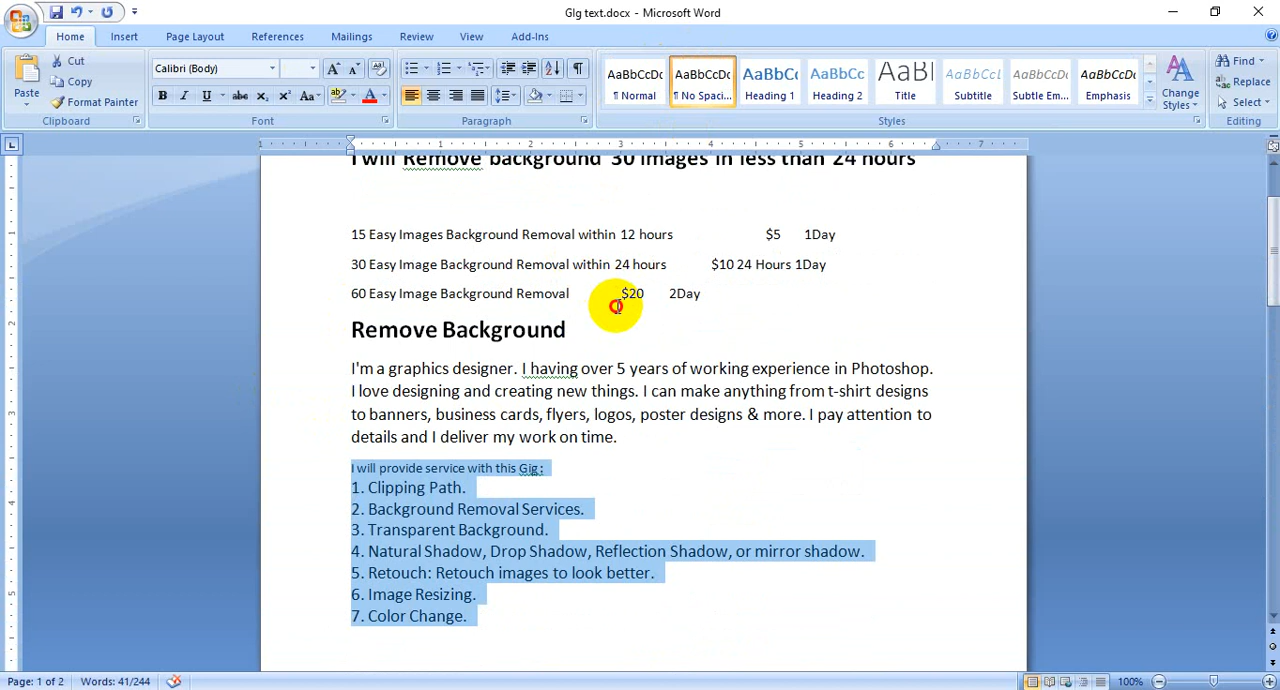 GIg text.docx - Microsoft Word
Home Insert Page Layout References Mailings Review View Add-Ins
Paste Cut Copy Format Painter Clipboard
Calibri (Body) Font
Paragraph
AaBbCcDc ¶ Normal AaBbCcDc ¶ No Spaci... AaBbCc Heading 1 AaBbCc Heading 2 AaBl Title AaBbCcL Subtitle AaBbCcDc Subtle Em... AaBbCcDc Emphasis Change Styles Styles
Find Replace Select Editing
I will Remove background 30 images in less than 24 hours
15 Easy Images Background Removal within 12 hours $5 1Day
30 Easy Image Background Removal within 24 hours $10 24 Hours 1Day
60 Easy Image Background Removal $20 2Day
Remove Background
I'm a graphics designer. I having over 5 years of working experience in Photoshop.
I love designing and creating new things. I can make anything from t-shirt designs
to banners, business cards, flyers, logos, poster designs & more. I pay attention to
details and I deliver my work on time.
I will provide service with this Gig:
1. Clipping Path.
2. Background Removal Services.
3. Transparent Background.
4. Natural Shadow, Drop Shadow, Reflection Shadow, or mirror shadow.
5. Retouch: Retouch images to look better.
6. Image Resizing.
7. Color Change.
Page: 1 of 2 Words: 41/244 100%